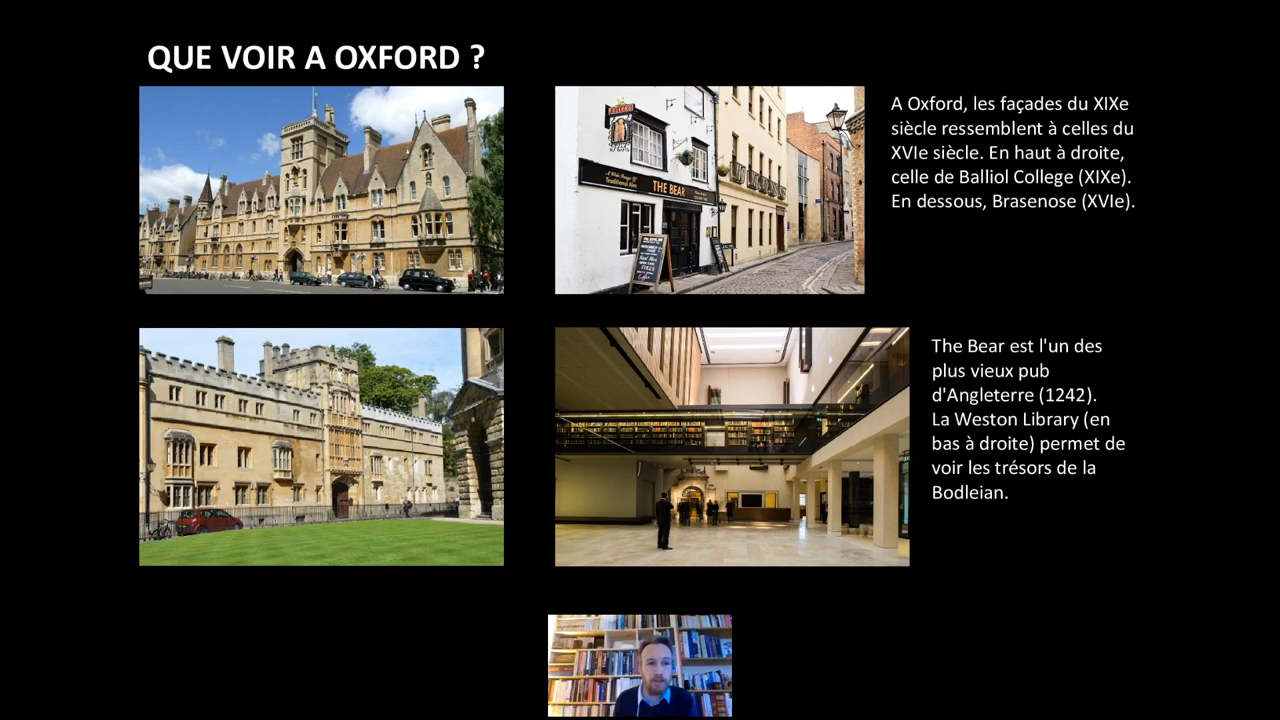 QUE VOIR A OXFORD ?
THE BEAR
A Oxford, les façades du XIXe
siècle ressemblent à celles du
XVIe siècle. En haut à droite,
celle de Balliol College (XIXe).
En dessous, Brasenose (XVIe).
The Bear est l'un des
plus vieux pub
d'Angleterre (1242).
La Weston Library (en
bas à droite) permet de
voir les trésors de la
Bodleian.